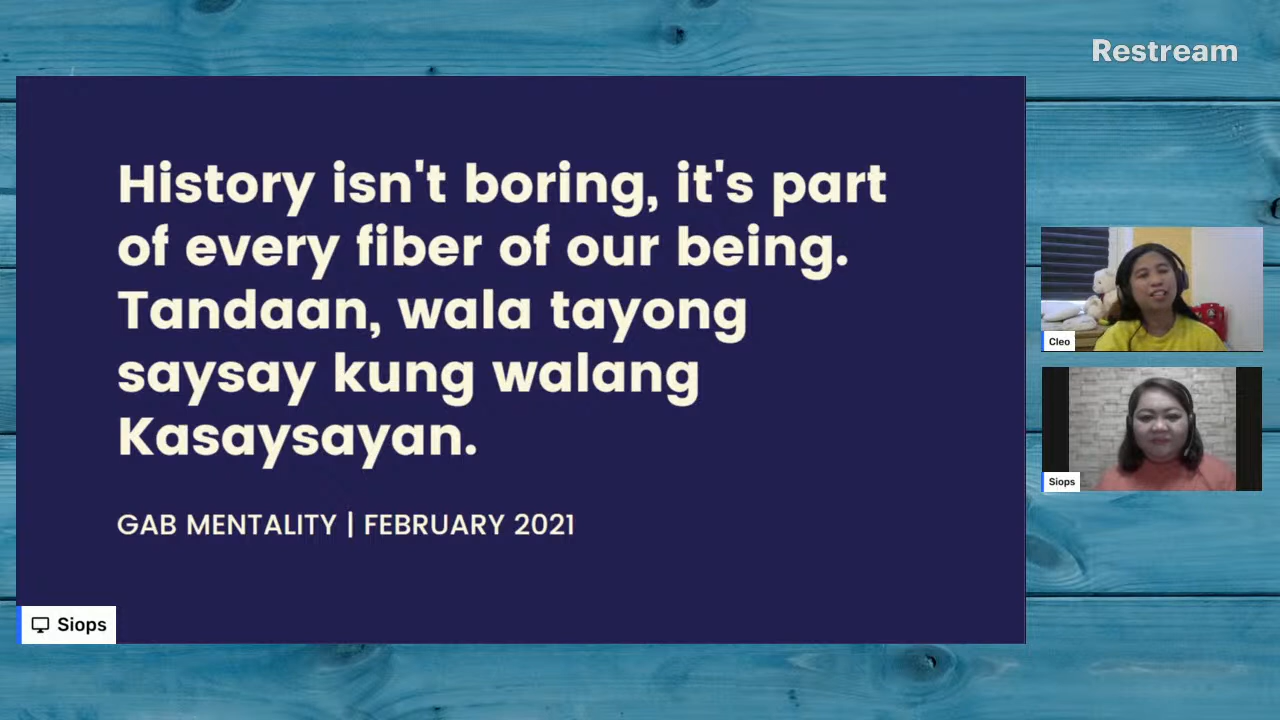 Restream
History isn't boring, it's part
of every fiber of our being.
Tandaan, wala tayong
saysay kung walang
Kasaysayan.
GAB MENTALITY | FEBRUARY 2021
Siops
Cleo
Siops